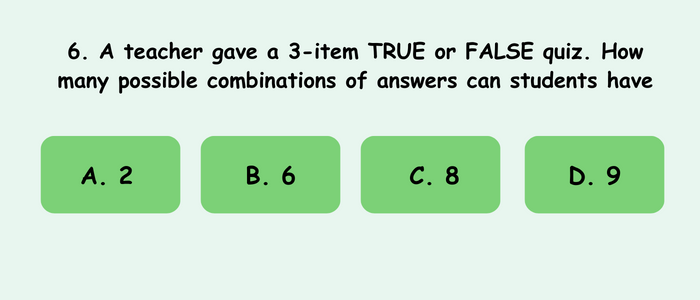 6. A teacher gave a 3-item TRUE or FALSE quiz. How
many possible combinations of answers can students have
A. 2
B. 6
C. 8
D. 9